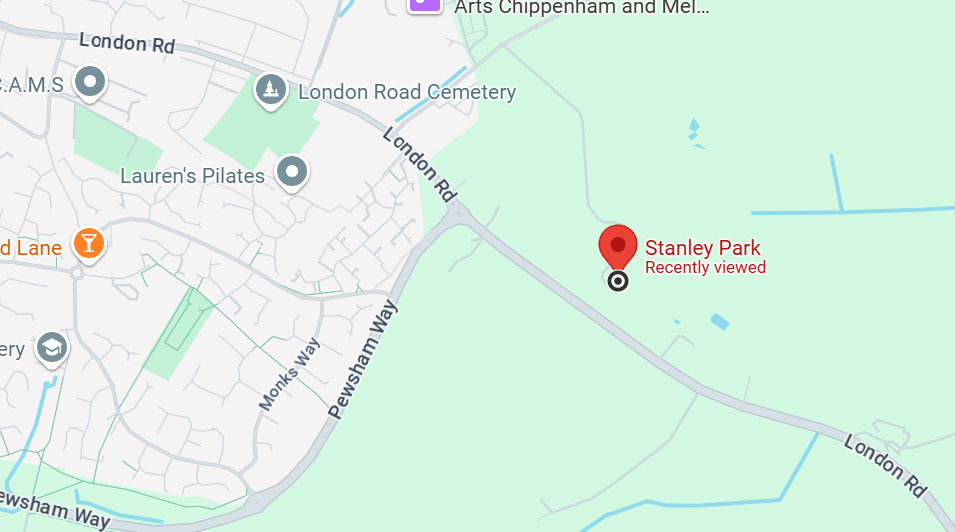 Arts Chippenham and Mel...
London Rd
C.A.M.S
London Road Cemetery
London Rd
Lauren's Pilates
d Lane
Stanley Park
Recently viewed
Pewsham Way
Monks Way
ery
London Rd
ewsham Way